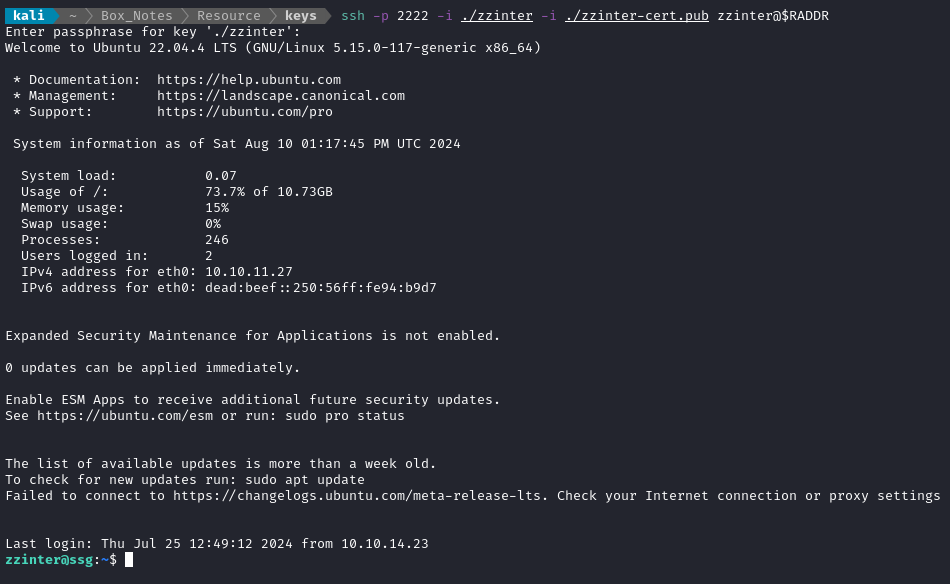 kali ~ Box_Notes Resource keys ssh -p 2222 -i ./zzinter -i ./zzinter-cert.pub zzinter@$RADDR
Enter passphrase for key './zzinter':
Welcome to Ubuntu 22.04.4 LTS (GNU/Linux 5.15.0-117-generic x86_64)
* Documentation: https://help.ubuntu.com
* Management: https://landscape.canonical.com
* Support: https://ubuntu.com/pro
System information as of Sat Aug 10 01:17:45 PM UTC 2024
System load: 0.07
Usage of /: 73.7% of 10.73GB
Memory usage: 15%
Swap usage: 0%
Processes: 246
Users logged in: 2
IPv4 address for eth0: 10.10.11.27
IPv6 address for eth0: dead:beef::250:56ff:fe94:b9d7
Expanded Security Maintenance for Applications is not enabled.
0 updates can be applied immediately.
Enable ESM Apps to receive additional future security updates.
See https://ubuntu.com/esm or run: sudo pro status
The list of available updates is more than a week old.
To check for new updates run: sudo apt update
Failed to connect to https://changelogs.ubuntu.com/meta-release-lts. Check your Internet connection or proxy settings
Last login: Thu Jul 25 12:49:12 2024 from 10.10.14.23
zzinter@ssg:~$